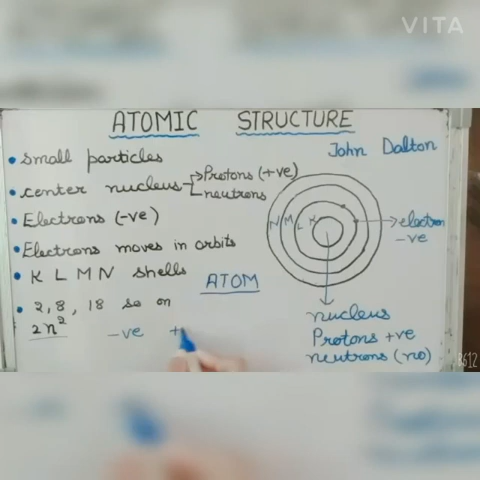 VITA
ATOMIC STRUCTURE
John Dalton
• Small particles
• center nucleus Protons (+ve)
neutrons
• Electrons (-ve)
• Electrons moves in orbits
• K L M N shells
ATOM
• 2, 8, 18 so on
2n²
-ve +
N M L K
electron
-ve
nucleus
Protons +ve
neutrons (no)
B612